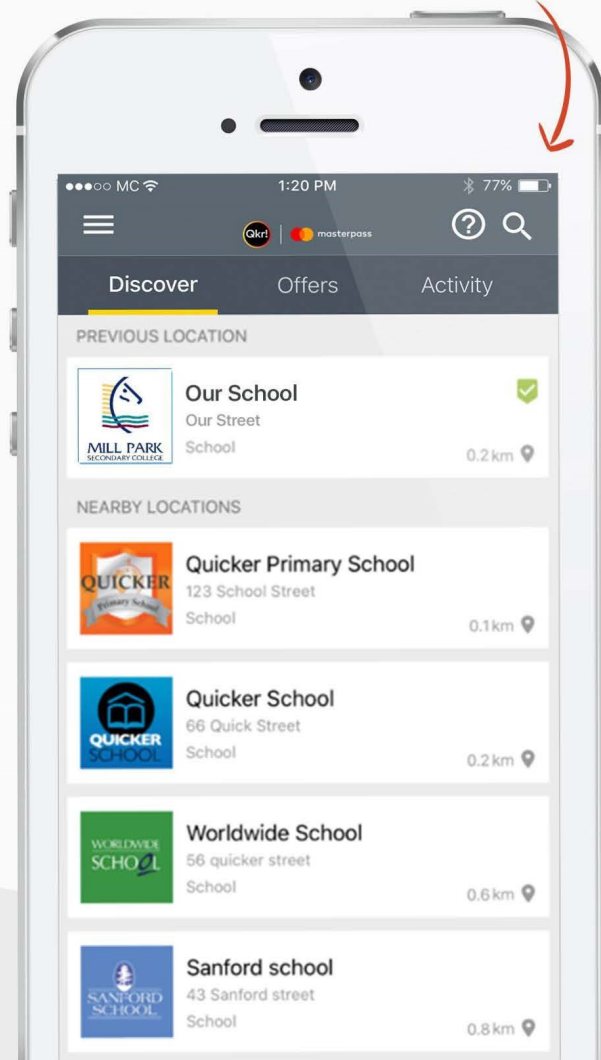 MC
1:20 PM
77%
Qkr!
masterpass
Discover
Offers
Activity
PREVIOUS LOCATION
MILL PARK
SECONDARY COLLEGE
Our School
Our Street
School
0.2 km
NEARBY LOCATIONS
QUICKER
Primary School
Quicker Primary School
123 School Street
School
0.1 km
QUICKER
SCHOOL
Quicker School
66 Quick Street
School
0.2 km
WORLDWIDE
SCHOOL
Worldwide School
56 quicker street
School
0.6 km
SANFORD
SCHOOL
Sanford school
43 Sanford street
School
0.8 km